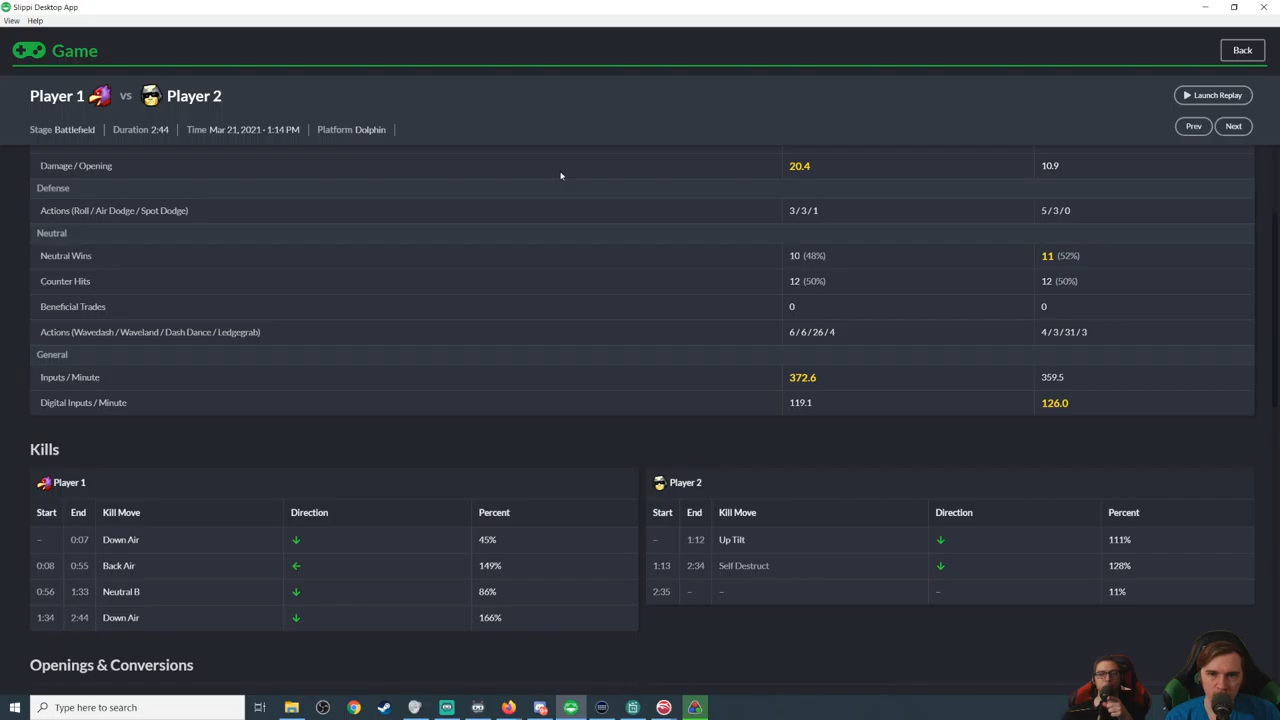 Slippi Desktop App
View Help
Game
Back
Player 1 vs Player 2
Launch Replay
Stage Battlefield Duration 2:44 Time Mar 21, 2021 · 1:14 PM Platform Dolphin
Prev Next
Damage / Opening 20.4 10.9
Defense
Actions (Roll / Air Dodge / Spot Dodge) 3 / 3 / 1 5 / 3 / 0
Neutral
Neutral Wins 10 (48%) 11 (52%)
Counter Hits 12 (50%) 12 (50%)
Beneficial Trades 0 0
Actions (Wavedash / Waveland / Dash Dance / Ledgegrab) 6 / 6 / 26 / 4 4 / 3 / 31 / 3
General
Inputs / Minute 372.6 359.5
Digital Inputs / Minute 119.1 126.0
Kills
Player 1
Start End Kill Move Direction Percent
– 0:07 Down Air ↓ 45%
0:08 0:55 Back Air ← 149%
0:56 1:33 Neutral B ↓ 86%
1:34 2:44 Down Air ↓ 166%
Player 2
Start End Kill Move Direction Percent
– 1:12 Up Tilt ↓ 111%
1:13 2:34 Self Destruct ↓ 128%
2:35 – – – 11%
Openings & Conversions
Type here to search